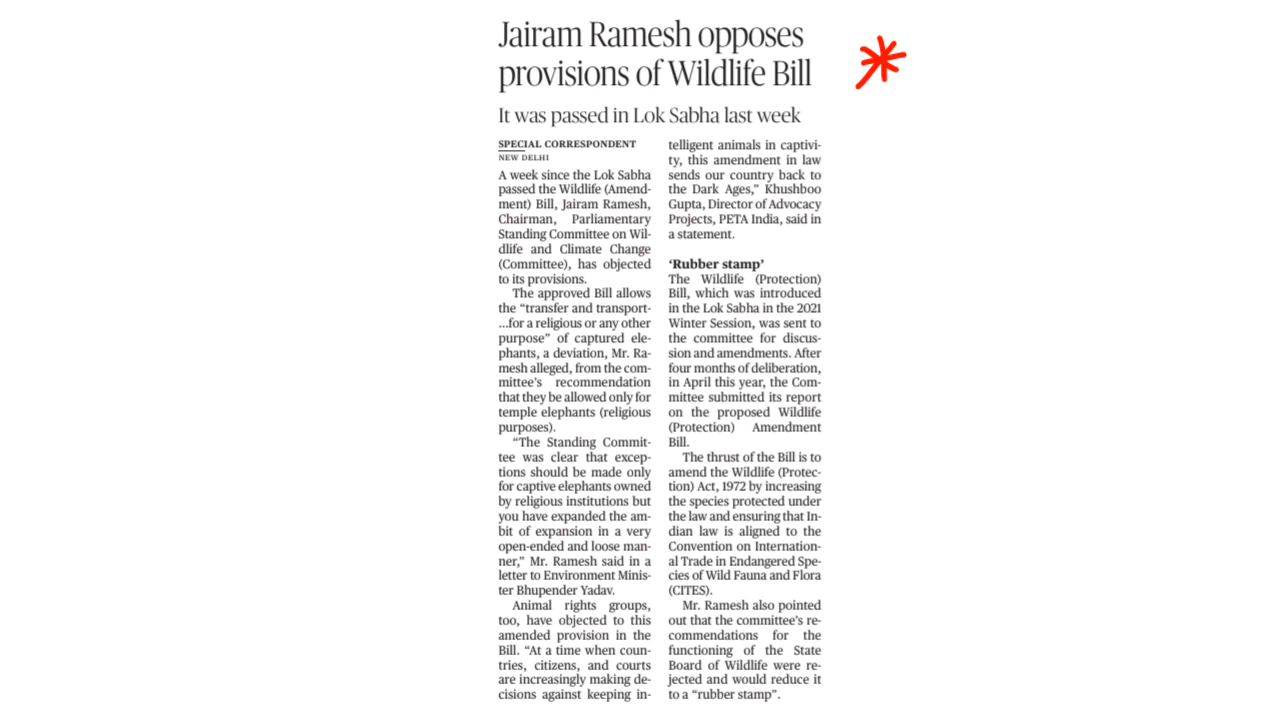 Jairam Ramesh opposes
provisions of Wildlife Bill
It was passed in Lok Sabha last week
SPECIAL CORRESPONDENT
NEW DELHI
A week since the Lok Sabha
passed the Wildlife (Amend-
ment) Bill, Jairam Ramesh,
Chairman, Parliamentary
Standing Committee on Wil-
dlife and Climate Change
(Committee), has objected
to its provisions.
The approved Bill allows
the “transfer and transport-
...for a religious or any other
purpose” of captured ele-
phants, a deviation, Mr. Ra-
mesh alleged, from the com-
mittee’s recommendation
that they be allowed only for
temple elephants (religious
purposes).
“The Standing Commit-
tee was clear that excep-
tions should be made only
for captive elephants owned
by religious institutions but
you have expanded the am-
bit of expansion in a very
open-ended and loose man-
ner,” Mr. Ramesh said in a
letter to Environment Minis-
ter Bhupender Yadav.
Animal rights groups,
too, have objected to this
amended provision in the
Bill. “At a time when coun-
tries, citizens, and courts
are increasingly making de-
cisions against keeping in-
telligent animals in captivi-
ty, this amendment in law
sends our country back to
the Dark Ages,” Khushboo
Gupta, Director of Advocacy
Projects, PETA India, said in
a statement.
‘Rubber stamp’
The Wildlife (Protection)
Bill, which was introduced
in the Lok Sabha in the 2021
Winter Session, was sent to
the committee for discus-
sion and amendments. After
four months of deliberation,
in April this year, the Com-
mittee submitted its report
on the proposed Wildlife
(Protection) Amendment
Bill.
The thrust of the Bill is to
amend the Wildlife (Protec-
tion) Act, 1972 by increasing
the species protected under
the law and ensuring that In-
dian law is aligned to the
Convention on Internation-
al Trade in Endangered Spe-
cies of Wild Fauna and Flora
(CITES).
Mr. Ramesh also pointed
out that the committee’s re-
commendations for the
functioning of the State
Board of Wildlife were re-
jected and would reduce it
to a “rubber stamp”.